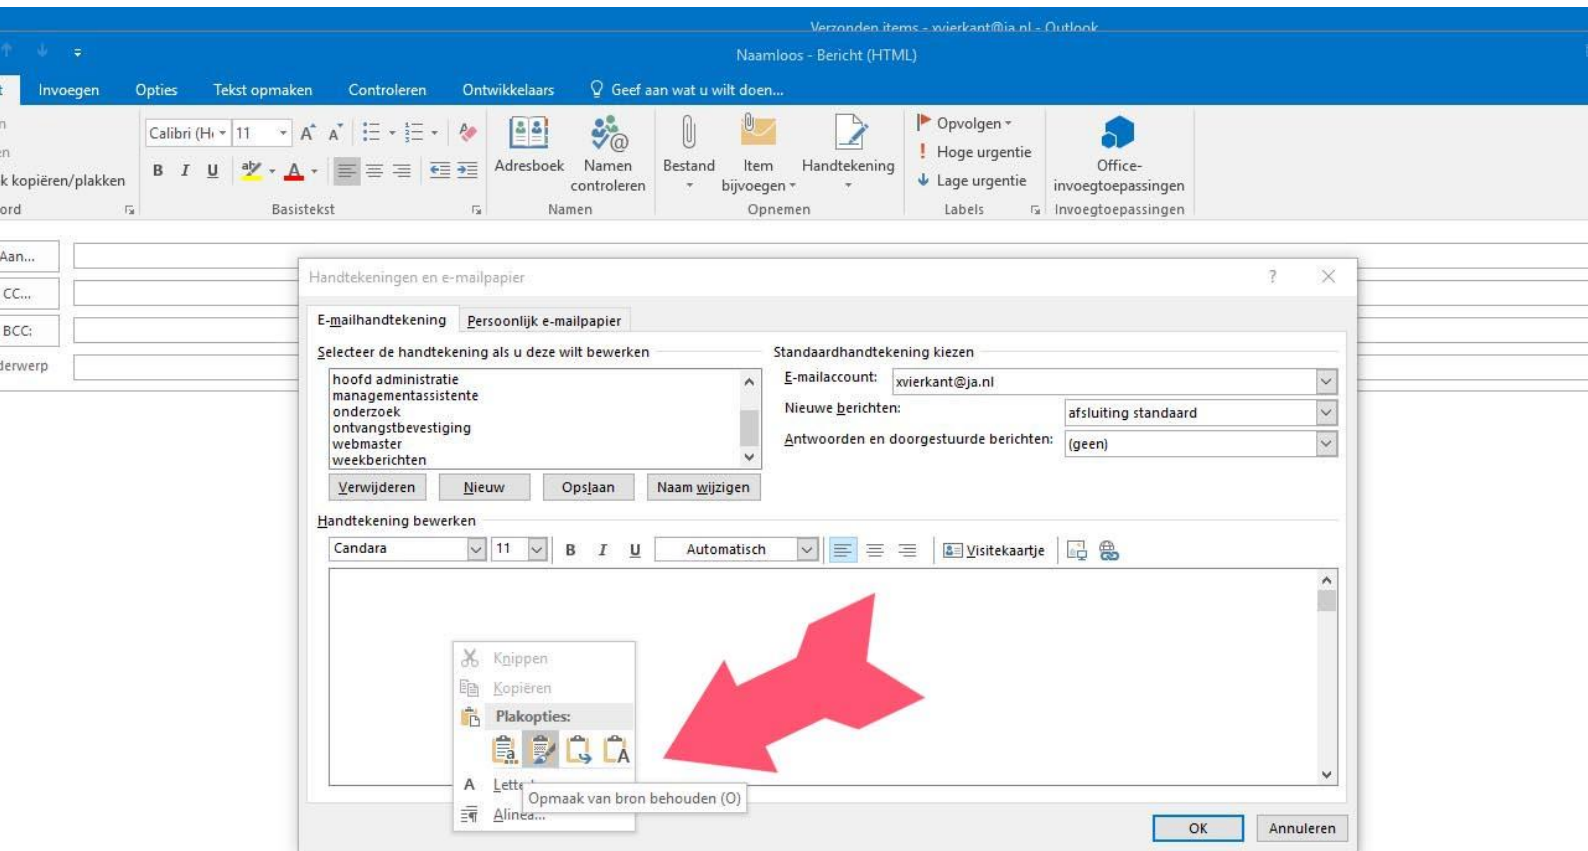 Verzonden items - xvierkant@ja.nl - Outlook
Naamloos - Bericht (HTML)
Invoegen Opties Tekst opmaken Controleren Ontwikkelaars Geef aan wat u wilt doen...
k kopiëren/plakken
ord
Calibri (H 11
B I U
Basistekst
Adresboek Namen controleren
Namen
Bestand Item bijvoegen Handtekening
Opnemen
Opvolgen
Hoge urgentie
Lage urgentie
Labels
Office-
invoegtoepassingen
Invoegtoepassingen
Aan...
CC...
BCC:
derwerp
Handtekeningen en e-mailpapier
E-mailhandtekening Persoonlijk e-mailpapier
Selecteer de handtekening als u deze wilt bewerken
hoofd administratie
managementassistente
onderzoek
ontvangstbevestiging
webmaster
weekberichten
Verwijderen Nieuw Opslaan Naam wijzigen
Standaardhandtekening kiezen
E-mailaccount: xvierkant@ja.nl
Nieuwe berichten: afsluiting standaard
Antwoorden en doorgestuurde berichten: (geen)
Handtekening bewerken
Candara 11 B I U Automatisch Visitekaartje
Knippen
Kopiëren
Plakopties:
Lette
Opmaak van bron behouden (O)
Alinea...
OK Annuleren